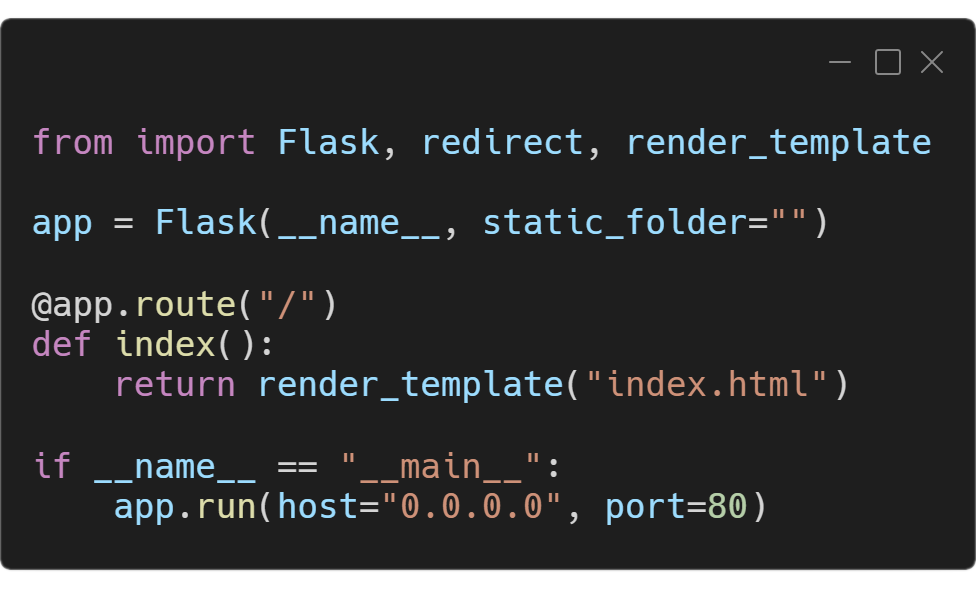 from import Flask, redirect, render_template
app = Flask(__name__, static_folder="")
@app.route("/")
def index():
    return render_template("index.html")
if __name__ == "__main__":
    app.run(host="0.0.0.0", port=80)